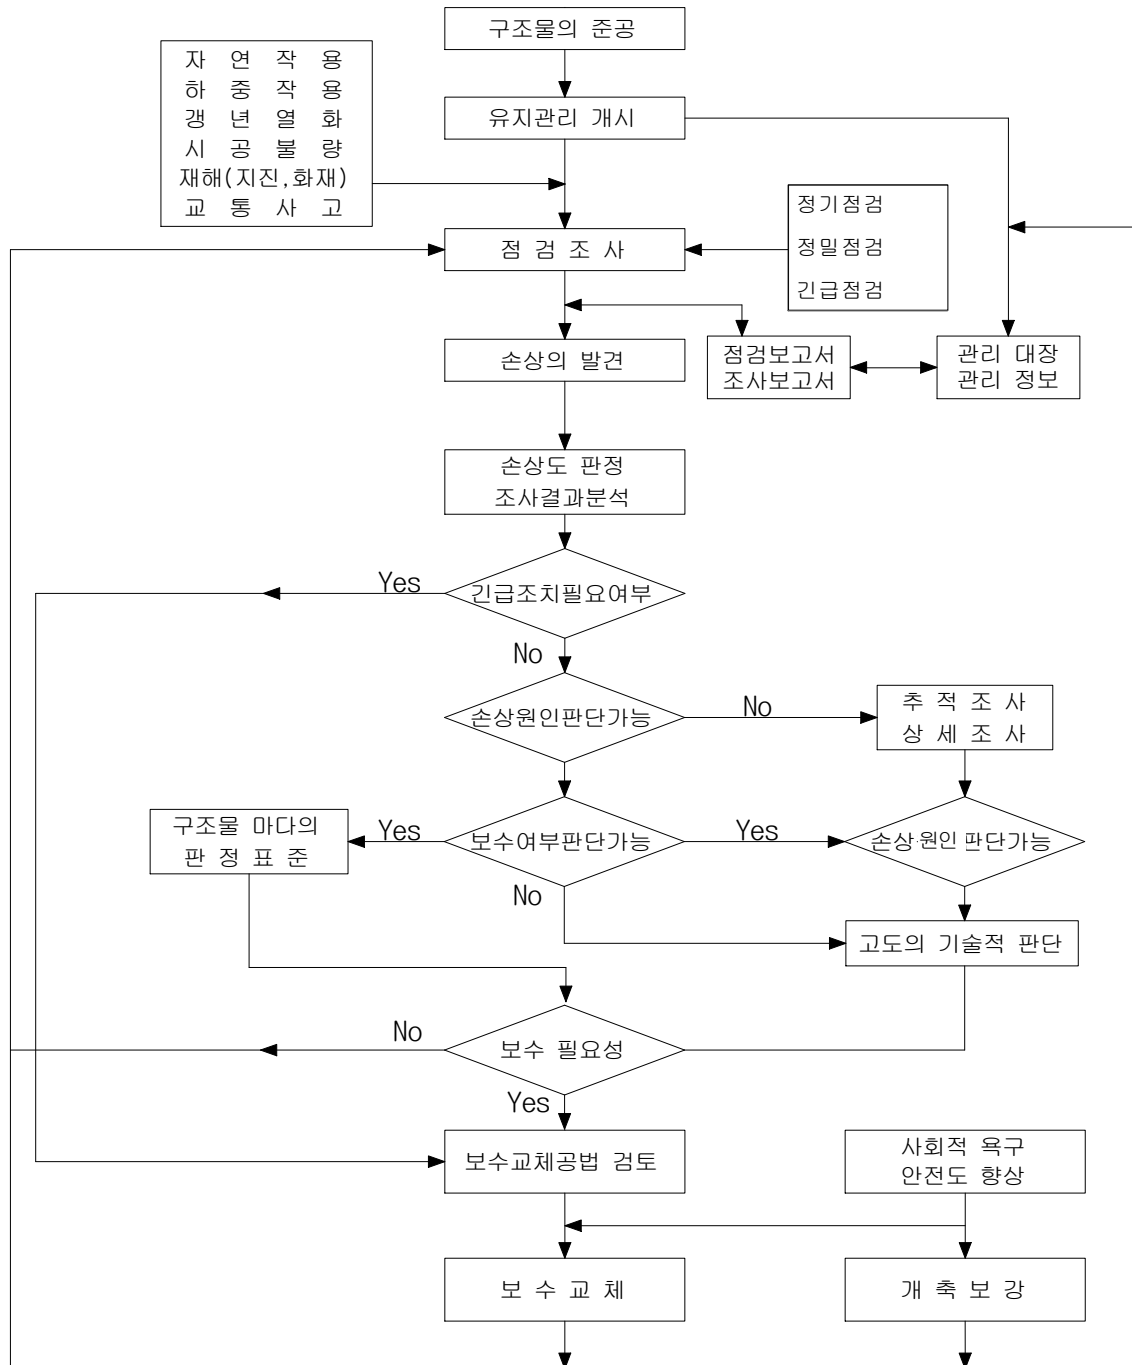 구조물의 준공
자 연 작 용
하 중 작 용
갱 년 열 화
시 공 불 량
재해(지진,화재)
교 통 사 고
유지관리 개시
정기점검
정밀점검
긴급점검
점 검 조 사
손상의 발견
점검보고서
조사보고서
관리 대장
관리 정보
손상도 판정
조사결과분석
긴급조치필요여부
Yes
No
손상원인판단가능
No
추 적 조 사
상 세 조 사
구조물 마다의
판 정 표 준
Yes
보수여부판단가능
Yes
손상원인 판단가능
No
고도의 기술적 판단
No
보수 필요성
Yes
보수교체공법 검토
사회적 욕구
안전도 향상
보 수 교 체
개 축 보 강